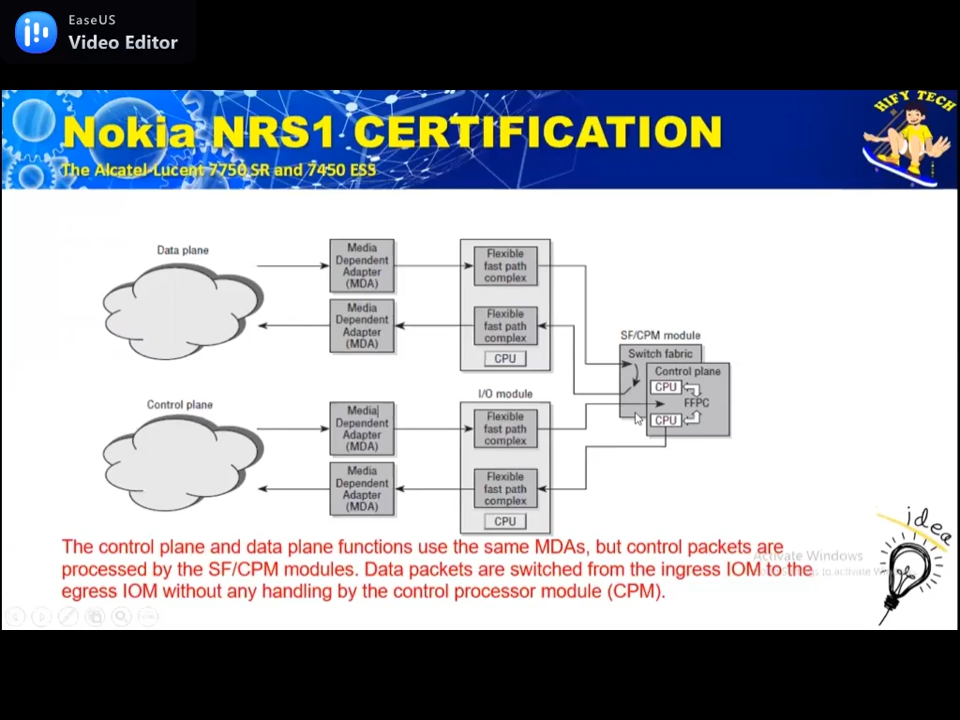 EaseUS
Video Editor
Nokia NRS1 CERTIFICATION
The Alcatel-Lucent 7750 SR and 7450 ESS
HIFY TECH
Data plane
Media
Dependent
Adapter
(MDA)
Flexible
fast path
complex
Media
Dependent
Adapter
(MDA)
Flexible
fast path
complex
CPU
SF/CPM module
Switch fabric
Control plane
CPU
FFPC
CPU
Control plane
I/O module
Media
Dependent
Adapter
(MDA)
Flexible
fast path
complex
Media
Dependent
Adapter
(MDA)
Flexible
fast path
complex
CPU
idea
The control plane and data plane functions use the same MDAs, but control packets are
processed by the SF/CPM modules. Data packets are switched from the ingress IOM to the
egress IOM without any handling by the control processor module (CPM).
Activate Windows
to activate